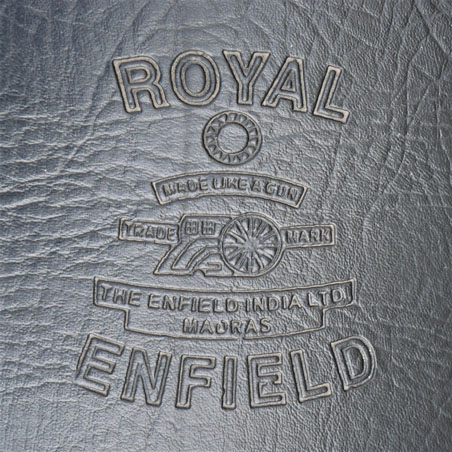 ROYAL
MADE LIKE A GUN
TRADE MARK
THE ENFIELD INDIA LTD.
MADRAS
ENFIELD